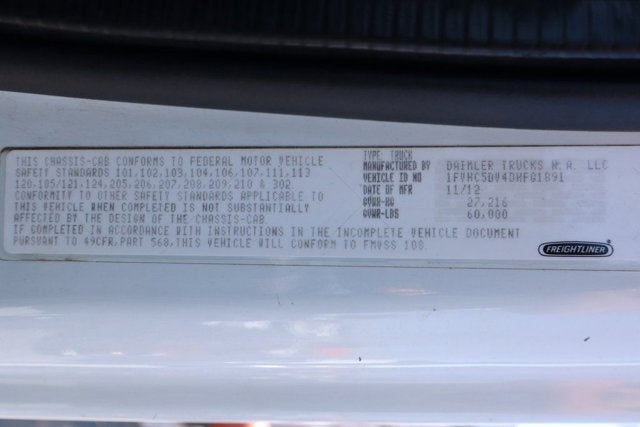 THIS CHASSIS-CAB CONFORMS TO FEDERAL MOTOR VEHICLE
SAFETY STANDARDS 101,102,103,104,106,107,111,113
120,105/121,124,205,206,207,208,209,210 & 302
CONFORMITY TO OTHER SAFETY STANDARDS APPLICABLE TO
THIS VEHICLE WHEN COMPLETED IS NOT SUBSTANTIALLY
AFFECTED BY THE DESIGN OF THE CHASSIS-CAB.
IF COMPLETED IN ACCORDANCE WITH INSTRUCTIONS IN THE INCOMPLETE VEHICLE DOCUMENT
PURSUANT TO 49CFR,PART 568,THIS VEHICLE WILL CONFORM TO FMVSS 108.
TYPE: TRUCK
MANUFACTURED BY DAIMLER TRUCKS N.A. LLC
VEHICLE ID NO 1FVHC5DV4DHFG1891
DATE OF MFR 11/12
GVWR-KG 27,216
GVWR-LBS 60,000
FREIGHTLINER